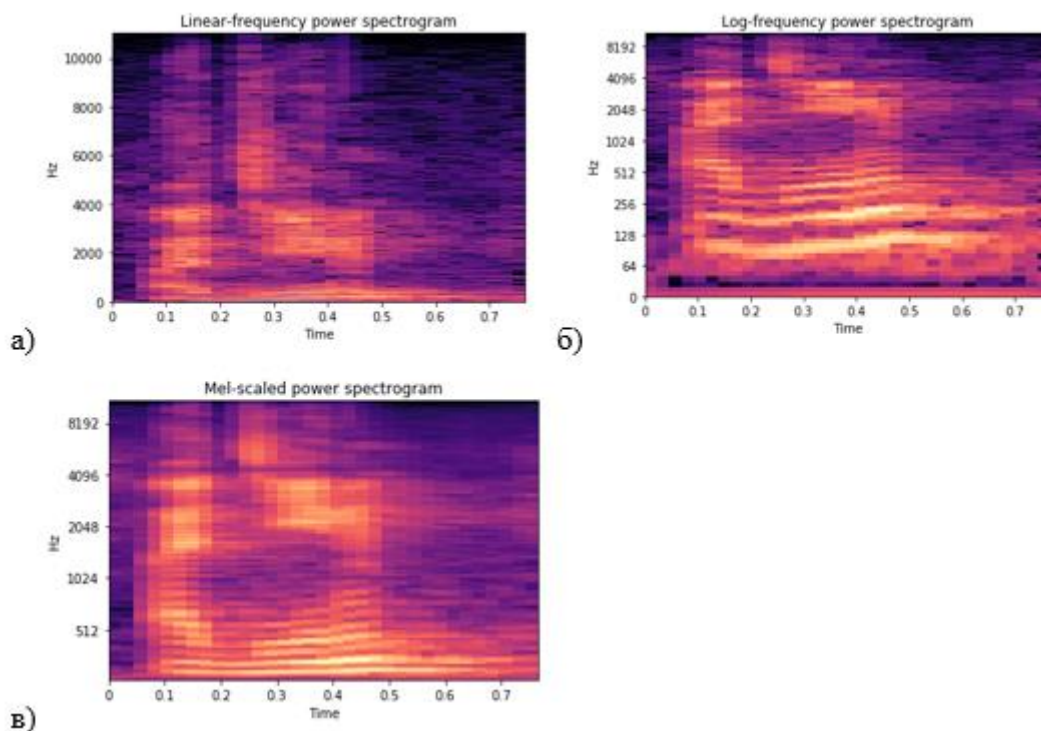 Linear-frequency power spectrogram
10000
8000
6000
4000
2000
0
Hz
0 0.1 0.2 0.3 0.4 0.5 0.6 0.7
Time
а)
Log-frequency power spectrogram
8192
4096
2048
1024
512
256
128
64
0
Hz
0 0.1 0.2 0.3 0.4 0.5 0.6 0.7
Time
б)
Mel-scaled power spectrogram
8192
4096
2048
1024
512
Hz
0 0.1 0.2 0.3 0.4 0.5 0.6 0.7
Time
в)